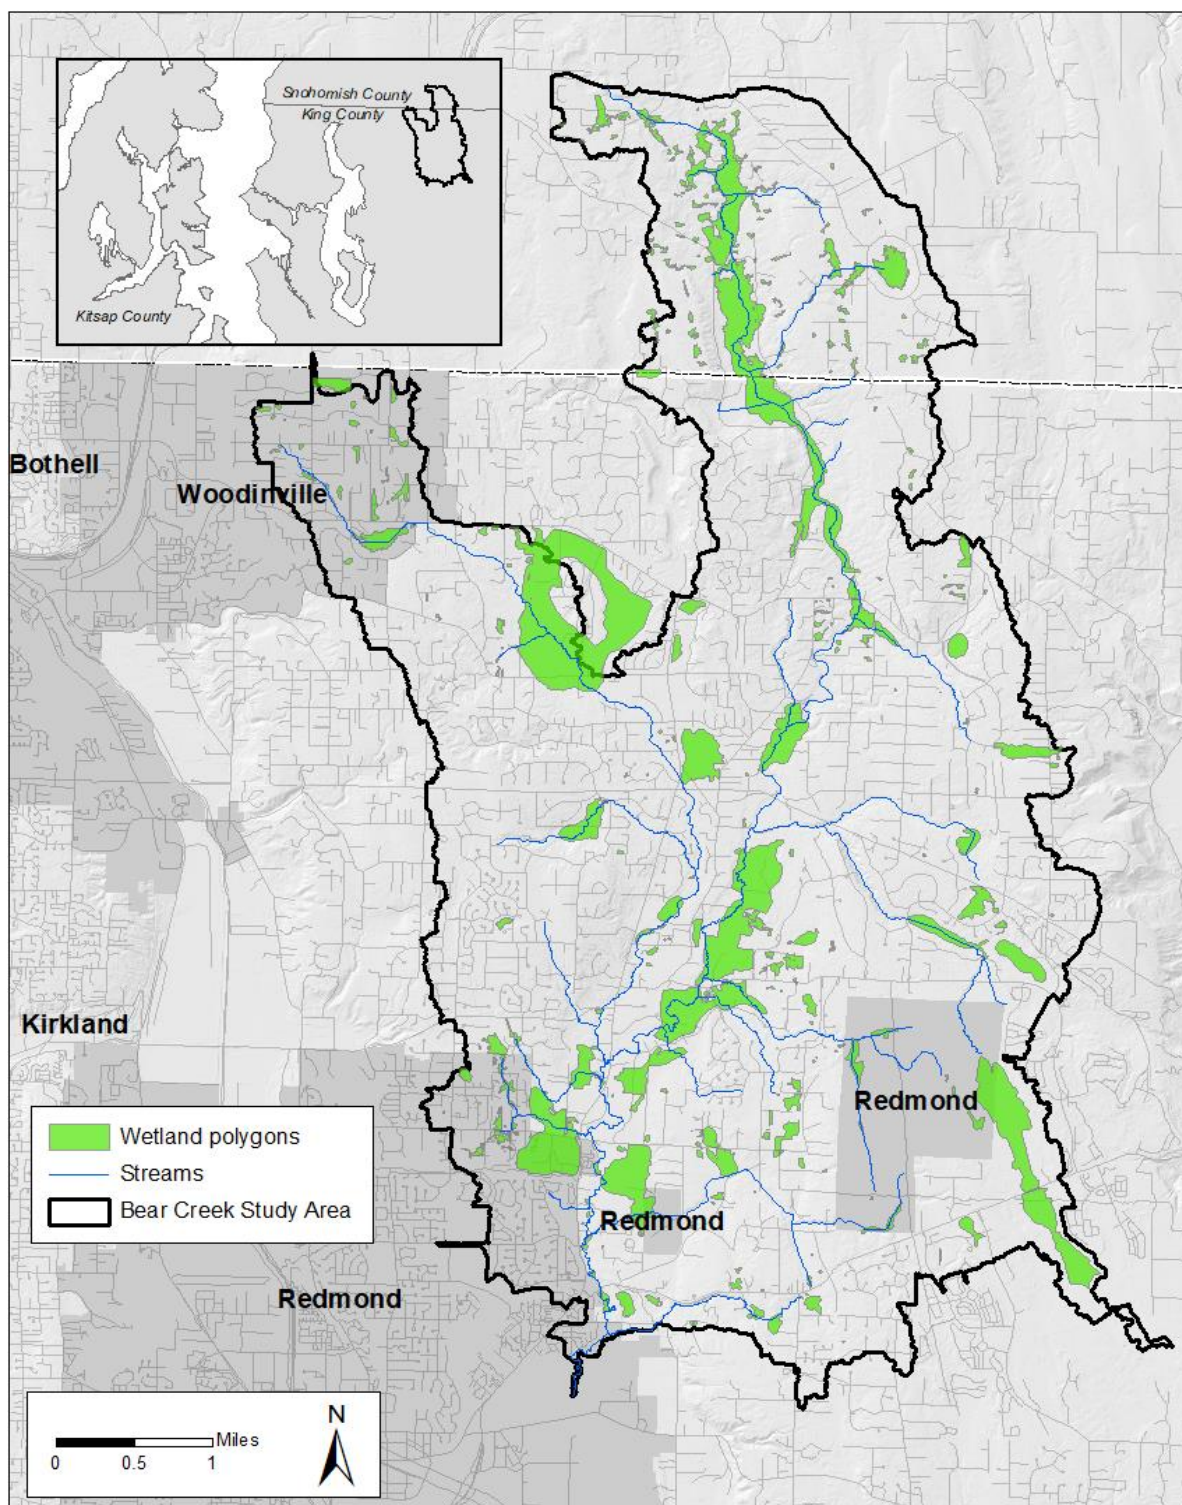 Snohomish County
King County
Kitsap County
Bothell
Woodinville
Kirkland
Redmond
Wetland polygons
Streams
Bear Creek Study Area
Redmond
Redmond
N
Miles
0 0.5 1